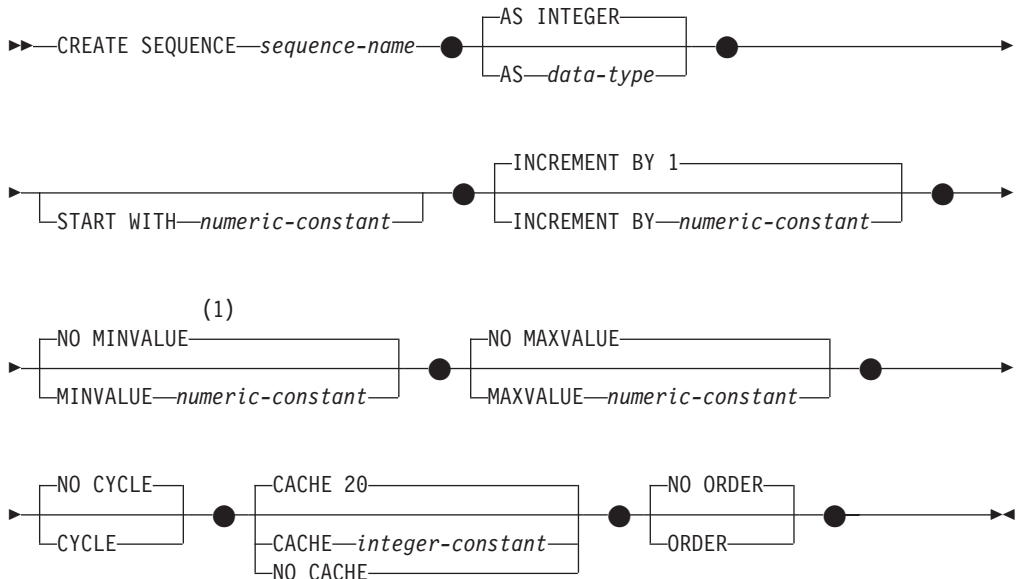 AS INTEGER
CREATE SEQUENCE sequence-name
AS data-type
INCREMENT BY 1
START WITH numeric-constant
INCREMENT BY numeric-constant
(1)
NO MINVALUE
NO MAXVALUE
MINVALUE numeric-constant
MAXVALUE numeric-constant
NO CYCLE
CACHE 20
NO ORDER
CYCLE
CACHE integer-constant
ORDER
NO CACHE